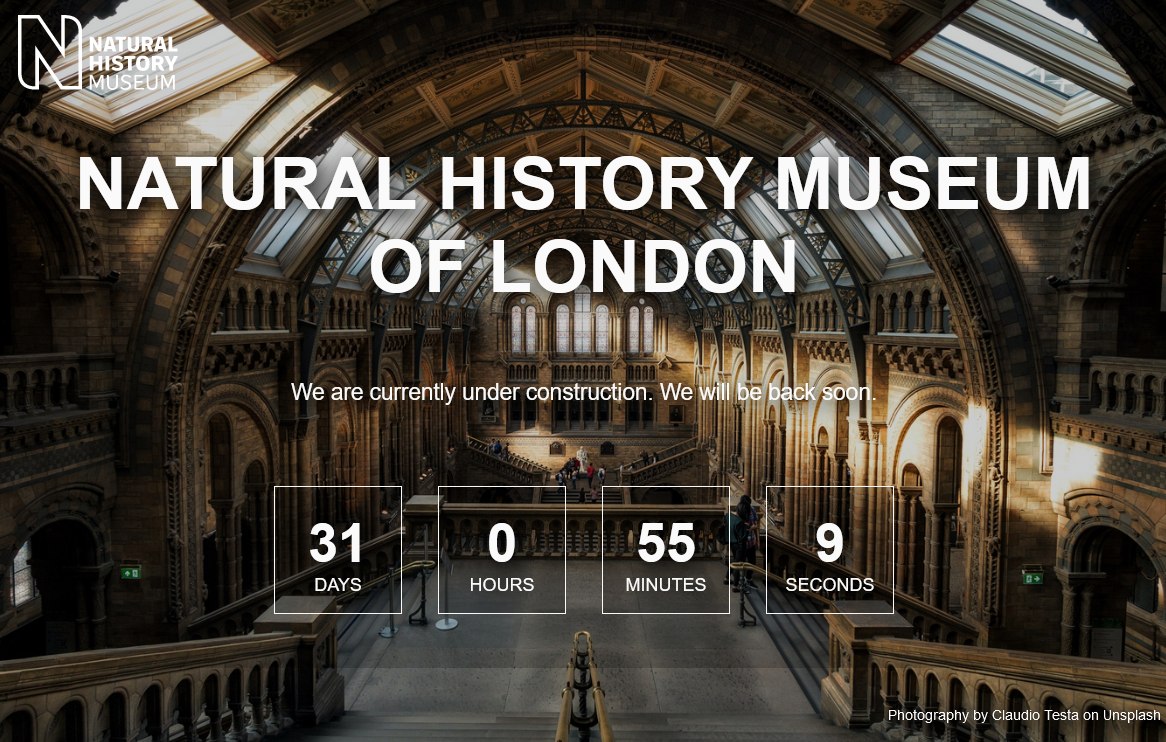 NATURAL
HISTORY
MUSEUM
NATURAL HISTORY MUSEUM
OF LONDON
We are currently under construction. We will be back soon.
31
DAYS
0
HOURS
55
MINUTES
9
SECONDS
Photography by Claudio Testa on Unsplash